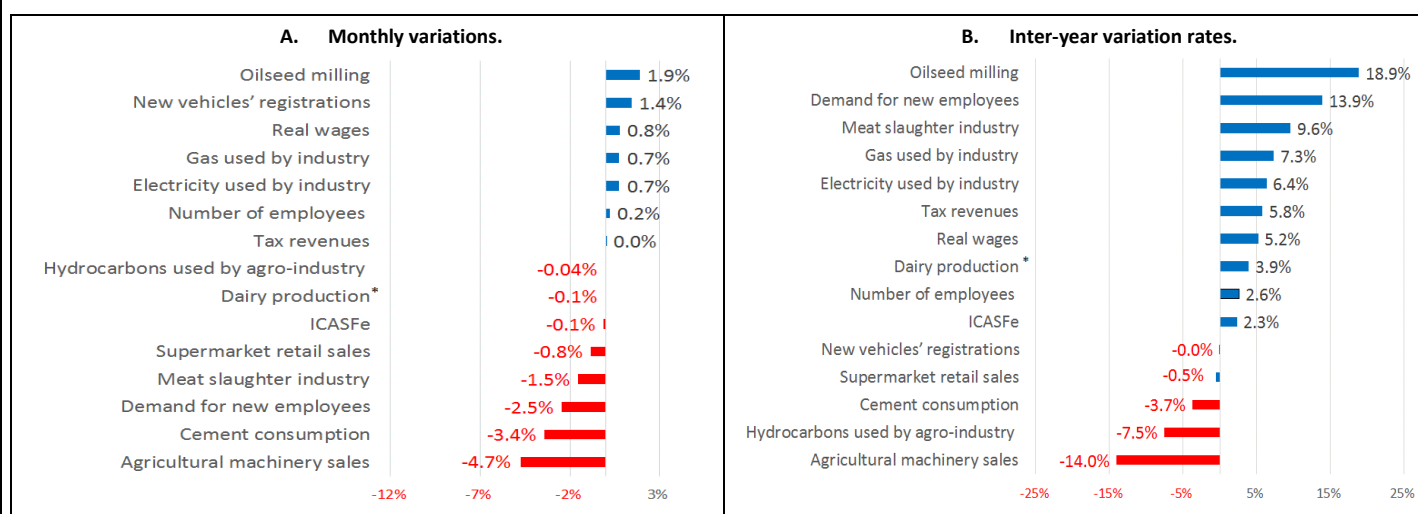 A. Monthly variations.
Oilseed milling 1.9%
New vehicles’ registrations 1.4%
Real wages 0.8%
Gas used by industry 0.7%
Electricity used by industry 0.7%
Number of employees 0.2%
Tax revenues 0.0%
Hydrocarbons used by agro-industry -0.04%
Dairy production* -0.1%
ICASFe -0.1%
Supermarket retail sales -0.8%
Meat slaughter industry -1.5%
Demand for new employees -2.5%
Cement consumption -3.4%
Agricultural machinery sales -4.7%
-12% -7% -2% 3%
B. Inter-year variation rates.
Oilseed milling 18.9%
Demand for new employees 13.9%
Meat slaughter industry 9.6%
Gas used by industry 7.3%
Electricity used by industry 6.4%
Tax revenues 5.8%
Real wages 5.2%
Dairy production * 3.9%
Number of employees 2.6%
ICASFe 2.3%
New vehicles’ registrations -0.0%
Supermarket retail sales -0.5%
Cement consumption -3.7%
Hydrocarbons used by agro-industry -7.5%
Agricultural machinery sales -14.0%
-25% -15% -5% 5% 15% 25%